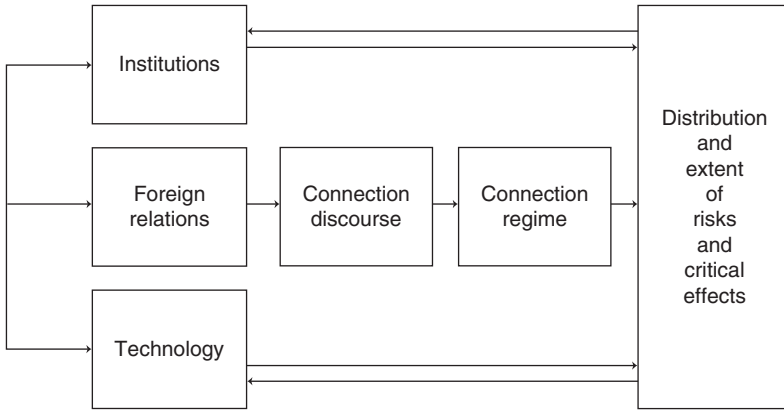 Institutions
Foreign
relations
Connection
discourse
Connection
regime
Technology
Distribution
and
extent
of
risks
and
critical
effects